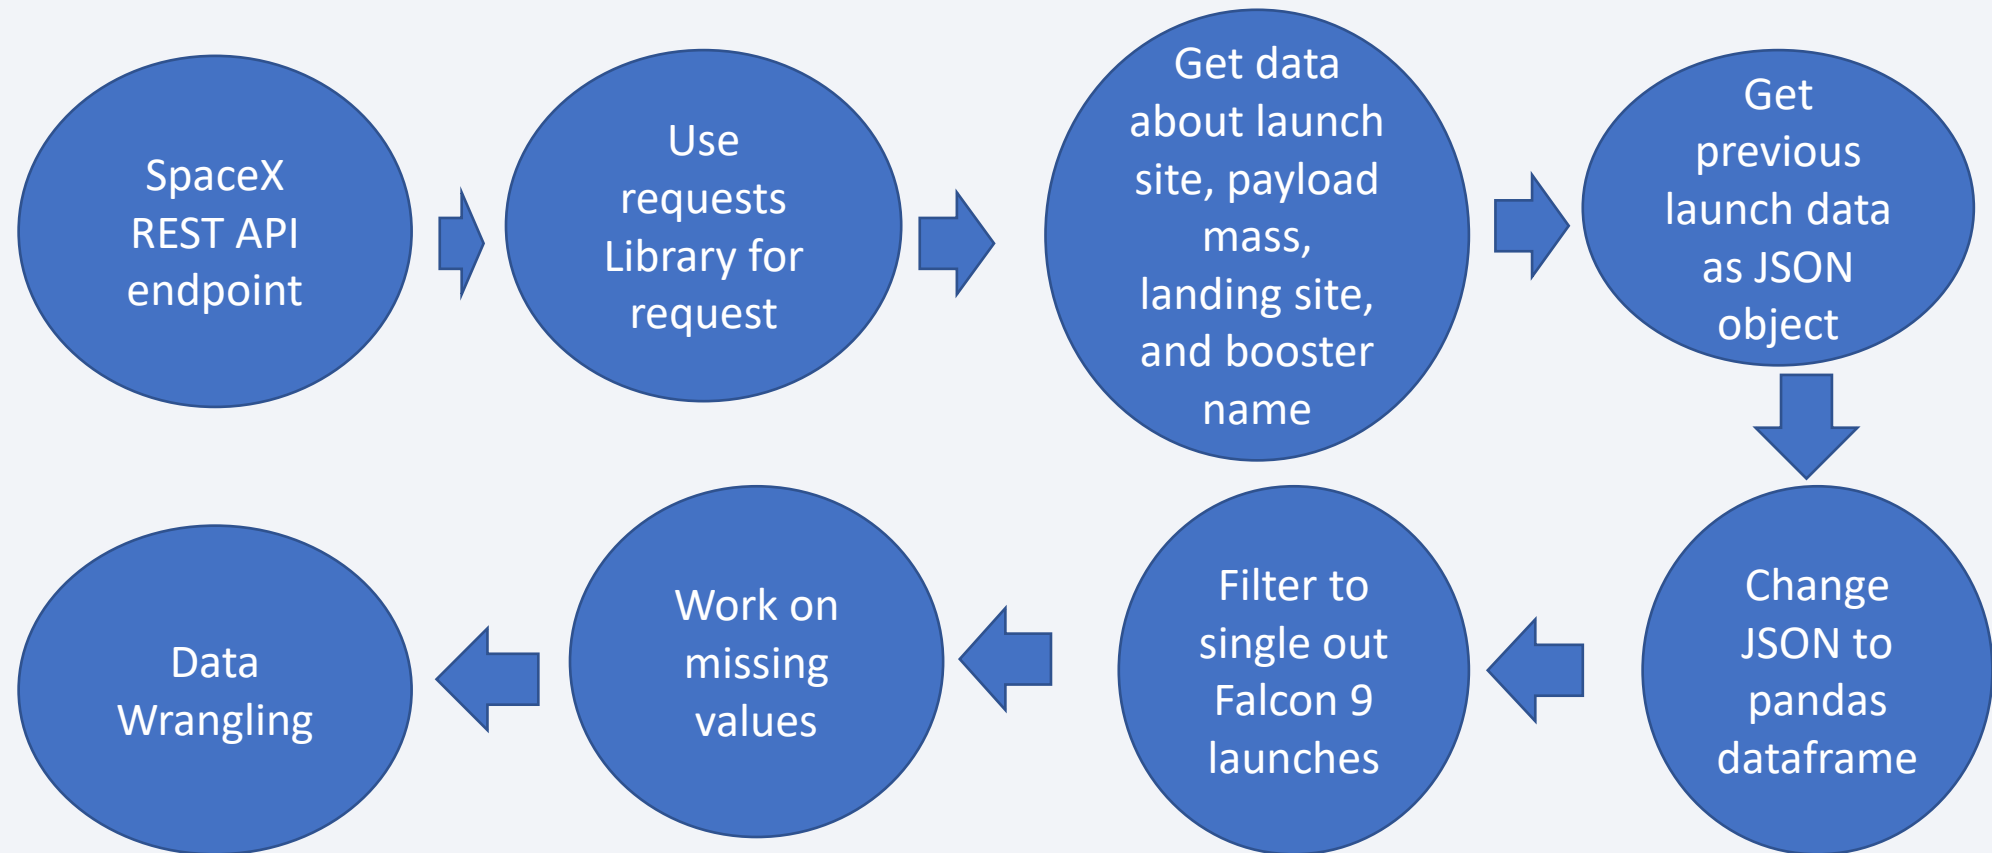 SpaceX
REST API
endpoint
Use
requests
Library for
request
Get data
about launch
site, payload
mass,
landing site,
and booster
name
Get
previous
launch data
as JSON
object
Change
JSON to
pandas
dataframe
Filter to
single out
Falcon 9
launches
Work on
missing
values
Data
Wrangling